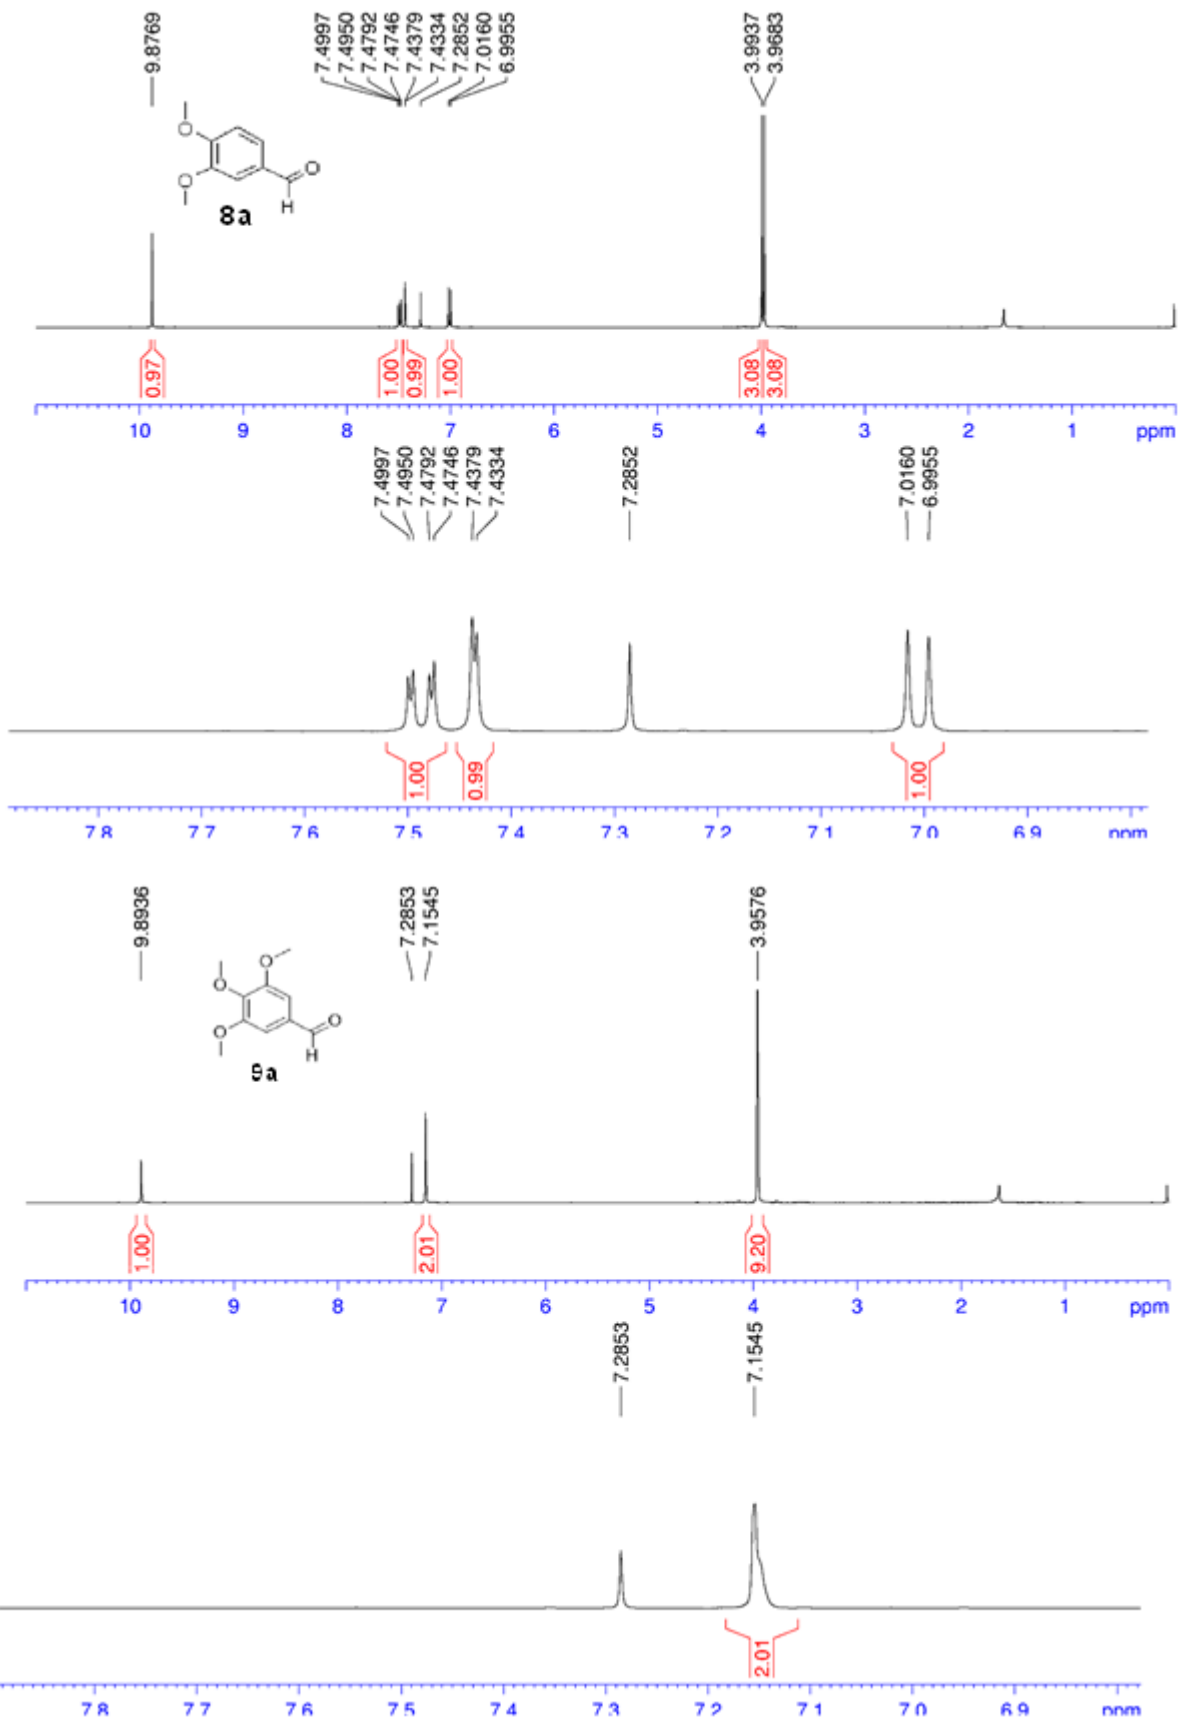 9.8769
7.4997
7.4950
7.4792
7.4746
7.4379
7.4334
7.2852
7.0160
6.9955
3.9937
3.9683
O
O
O
H
8a
0.97
1.00
0.99
1.00
3.08
3.08
10 9 8 7 6 5 4 3 2 1 ppm
7.4997
7.4950
7.4792
7.4746
7.4379
7.4334
7.2852
7.0160
6.9955
1.00
0.99
1.00
7.8 7.7 7.6 7.5 7.4 7.3 7.2 7.1 7.0 6.9 ppm
9.8936
7.2853
7.1545
3.9576
O
O
O
O
H
9a
1.00
2.01
9.20
10 9 8 7 6 5 4 3 2 1 ppm
7.2853
7.1545
2.01
7.8 7.7 7.6 7.5 7.4 7.3 7.2 7.1 7.0 6.9 ppm